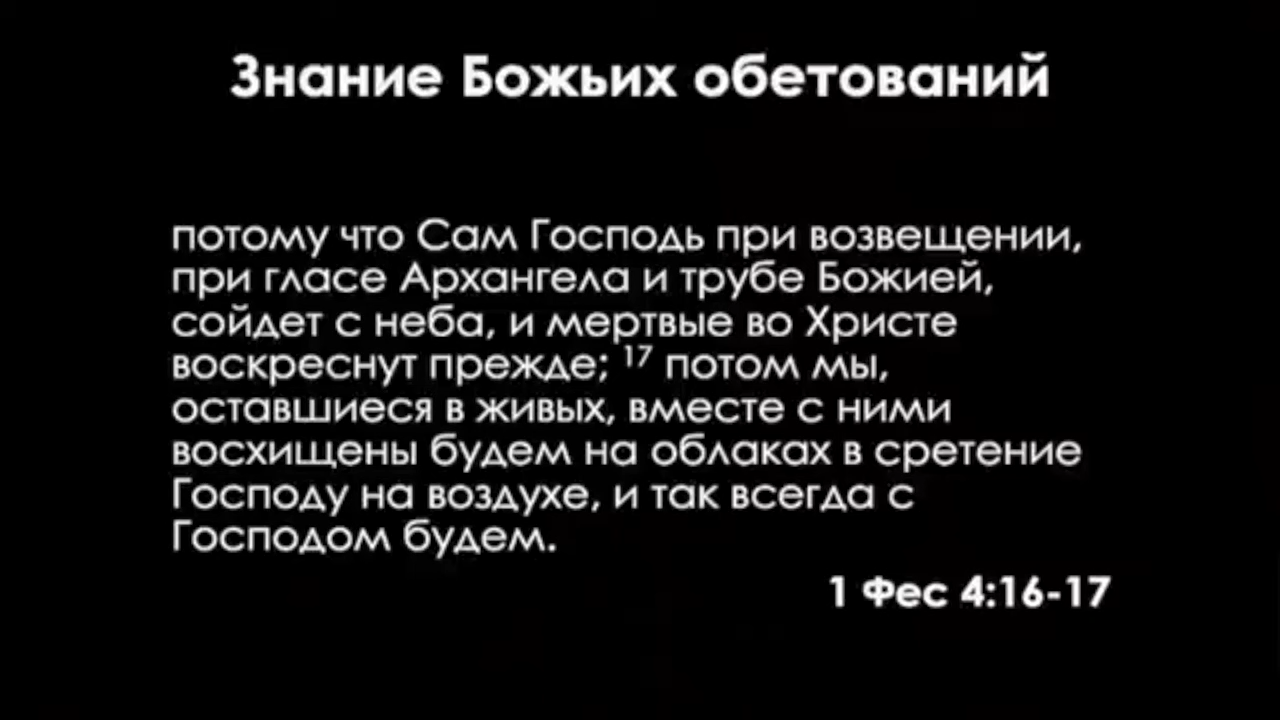 Знание Божьих обетований
потому что Сам Господь при возвещении,
при гласе Архангела и трубе Божией,
сойдет с неба, и мертвые во Христе
воскреснут прежде; ¹⁷ потом мы,
оставшиеся в живых, вместе с ними
восхищены будем на облаках в сретение
Господу на воздухе, и так всегда с
Господом будем.
1 Фес 4:16-17